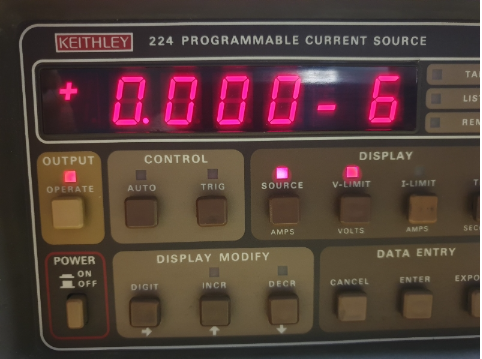 KEITHLEY 224 PROGRAMMABLE CURRENT SOURCE
+ 0.000-6
OUTPUT
OPERATE
CONTROL
AUTO TRIG
DISPLAY
SOURCE V-LIMIT I-LIMIT
AMPS VOLTS AMPS
POWER
ON
OFF
DISPLAY MODIFY
DIGIT INCR DECR
DATA ENTRY
CANCEL ENTER